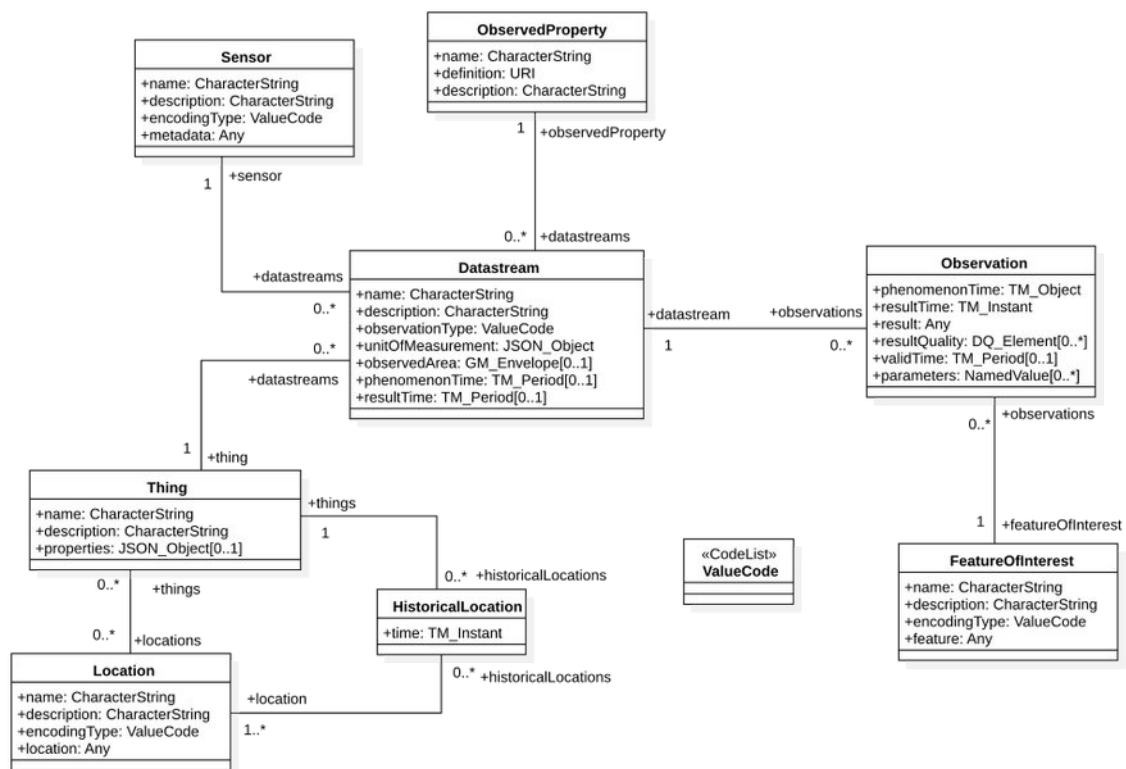 ObservedProperty
+name: CharacterString
+definition: URI
+description: CharacterString
Sensor
+name: CharacterString
+description: CharacterString
+encodingType: ValueCode
+metadata: Any
1
+observedProperty
1
+sensor
0..*
+datastreams
+datastreams
0..*
Datastream
+name: CharacterString
+description: CharacterString
+observationType: ValueCode
+unitOfMeasurement: JSON_Object
+observedArea: GM_Envelope[0..1]
+phenomenonTime: TM_Period[0..1]
+resultTime: TM_Period[0..1]
+datastream
1
+observations
0..*
Observation
+phenomenonTime: TM_Object
+resultTime: TM_Instant
+result: Any
+resultQuality: DQ_Element[0..*]
+validTime: TM_Period[0..1]
+parameters: NamedValue[0..*]
0..*
+datastreams
+observations
0..*
1
+thing
Thing
+name: CharacterString
+description: CharacterString
+properties: JSON_Object[0..1]
+things
1
1
+featureOfInterest
«CodeList»
ValueCode
FeatureOfInterest
+name: CharacterString
+description: CharacterString
+encodingType: ValueCode
+feature: Any
0..*
+things
0..*
+historicalLocations
HistoricalLocation
+time: TM_Instant
0..*
+locations
0..*
+historicalLocations
Location
+name: CharacterString
+description: CharacterString
+encodingType: ValueCode
+location: Any
+location
1..*